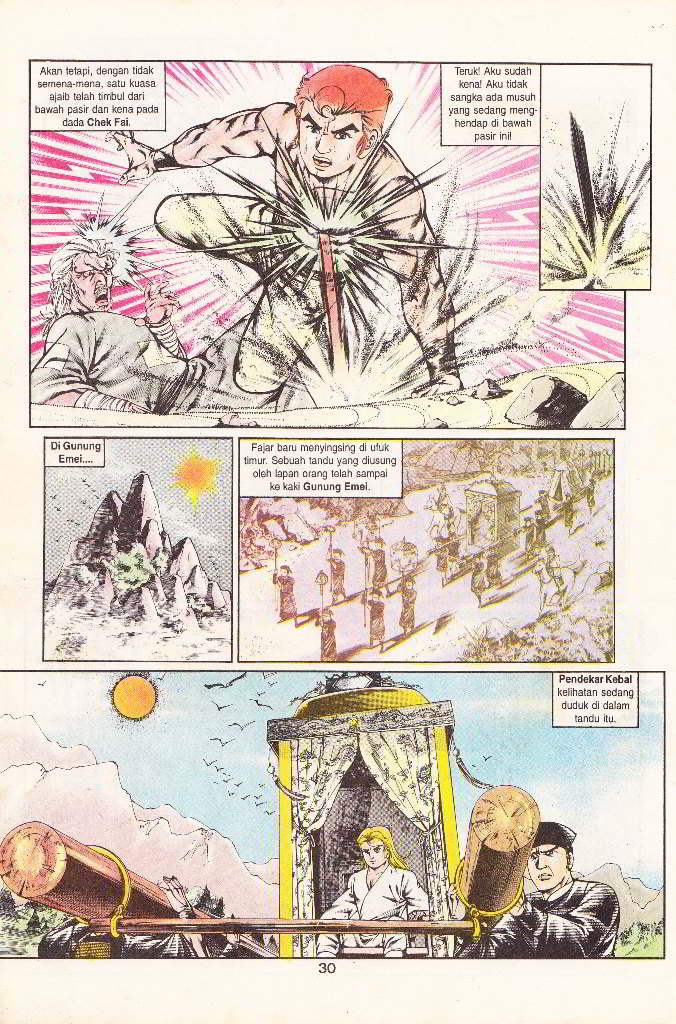 Akan tetapi, dengan tidak
semena-mena, satu kuasa
ajaib telah timbul dari
bawah pasir dan kena pada
dada Chek Fai.
Teruk! Aku sudah
kena! Aku tidak
sangka ada musuh
yang sedang meng-
hendap di bawah
pasir ini!
Di Gunung
Emei....
Fajar baru menyingsing di ufuk
timur. Sebuah tandu yang diusung
oleh lapan orang telah sampai
ke kaki Gunung Emei.
Pendekar Kebal
kelihatan sedang
duduk di dalam
tandu itu.
30